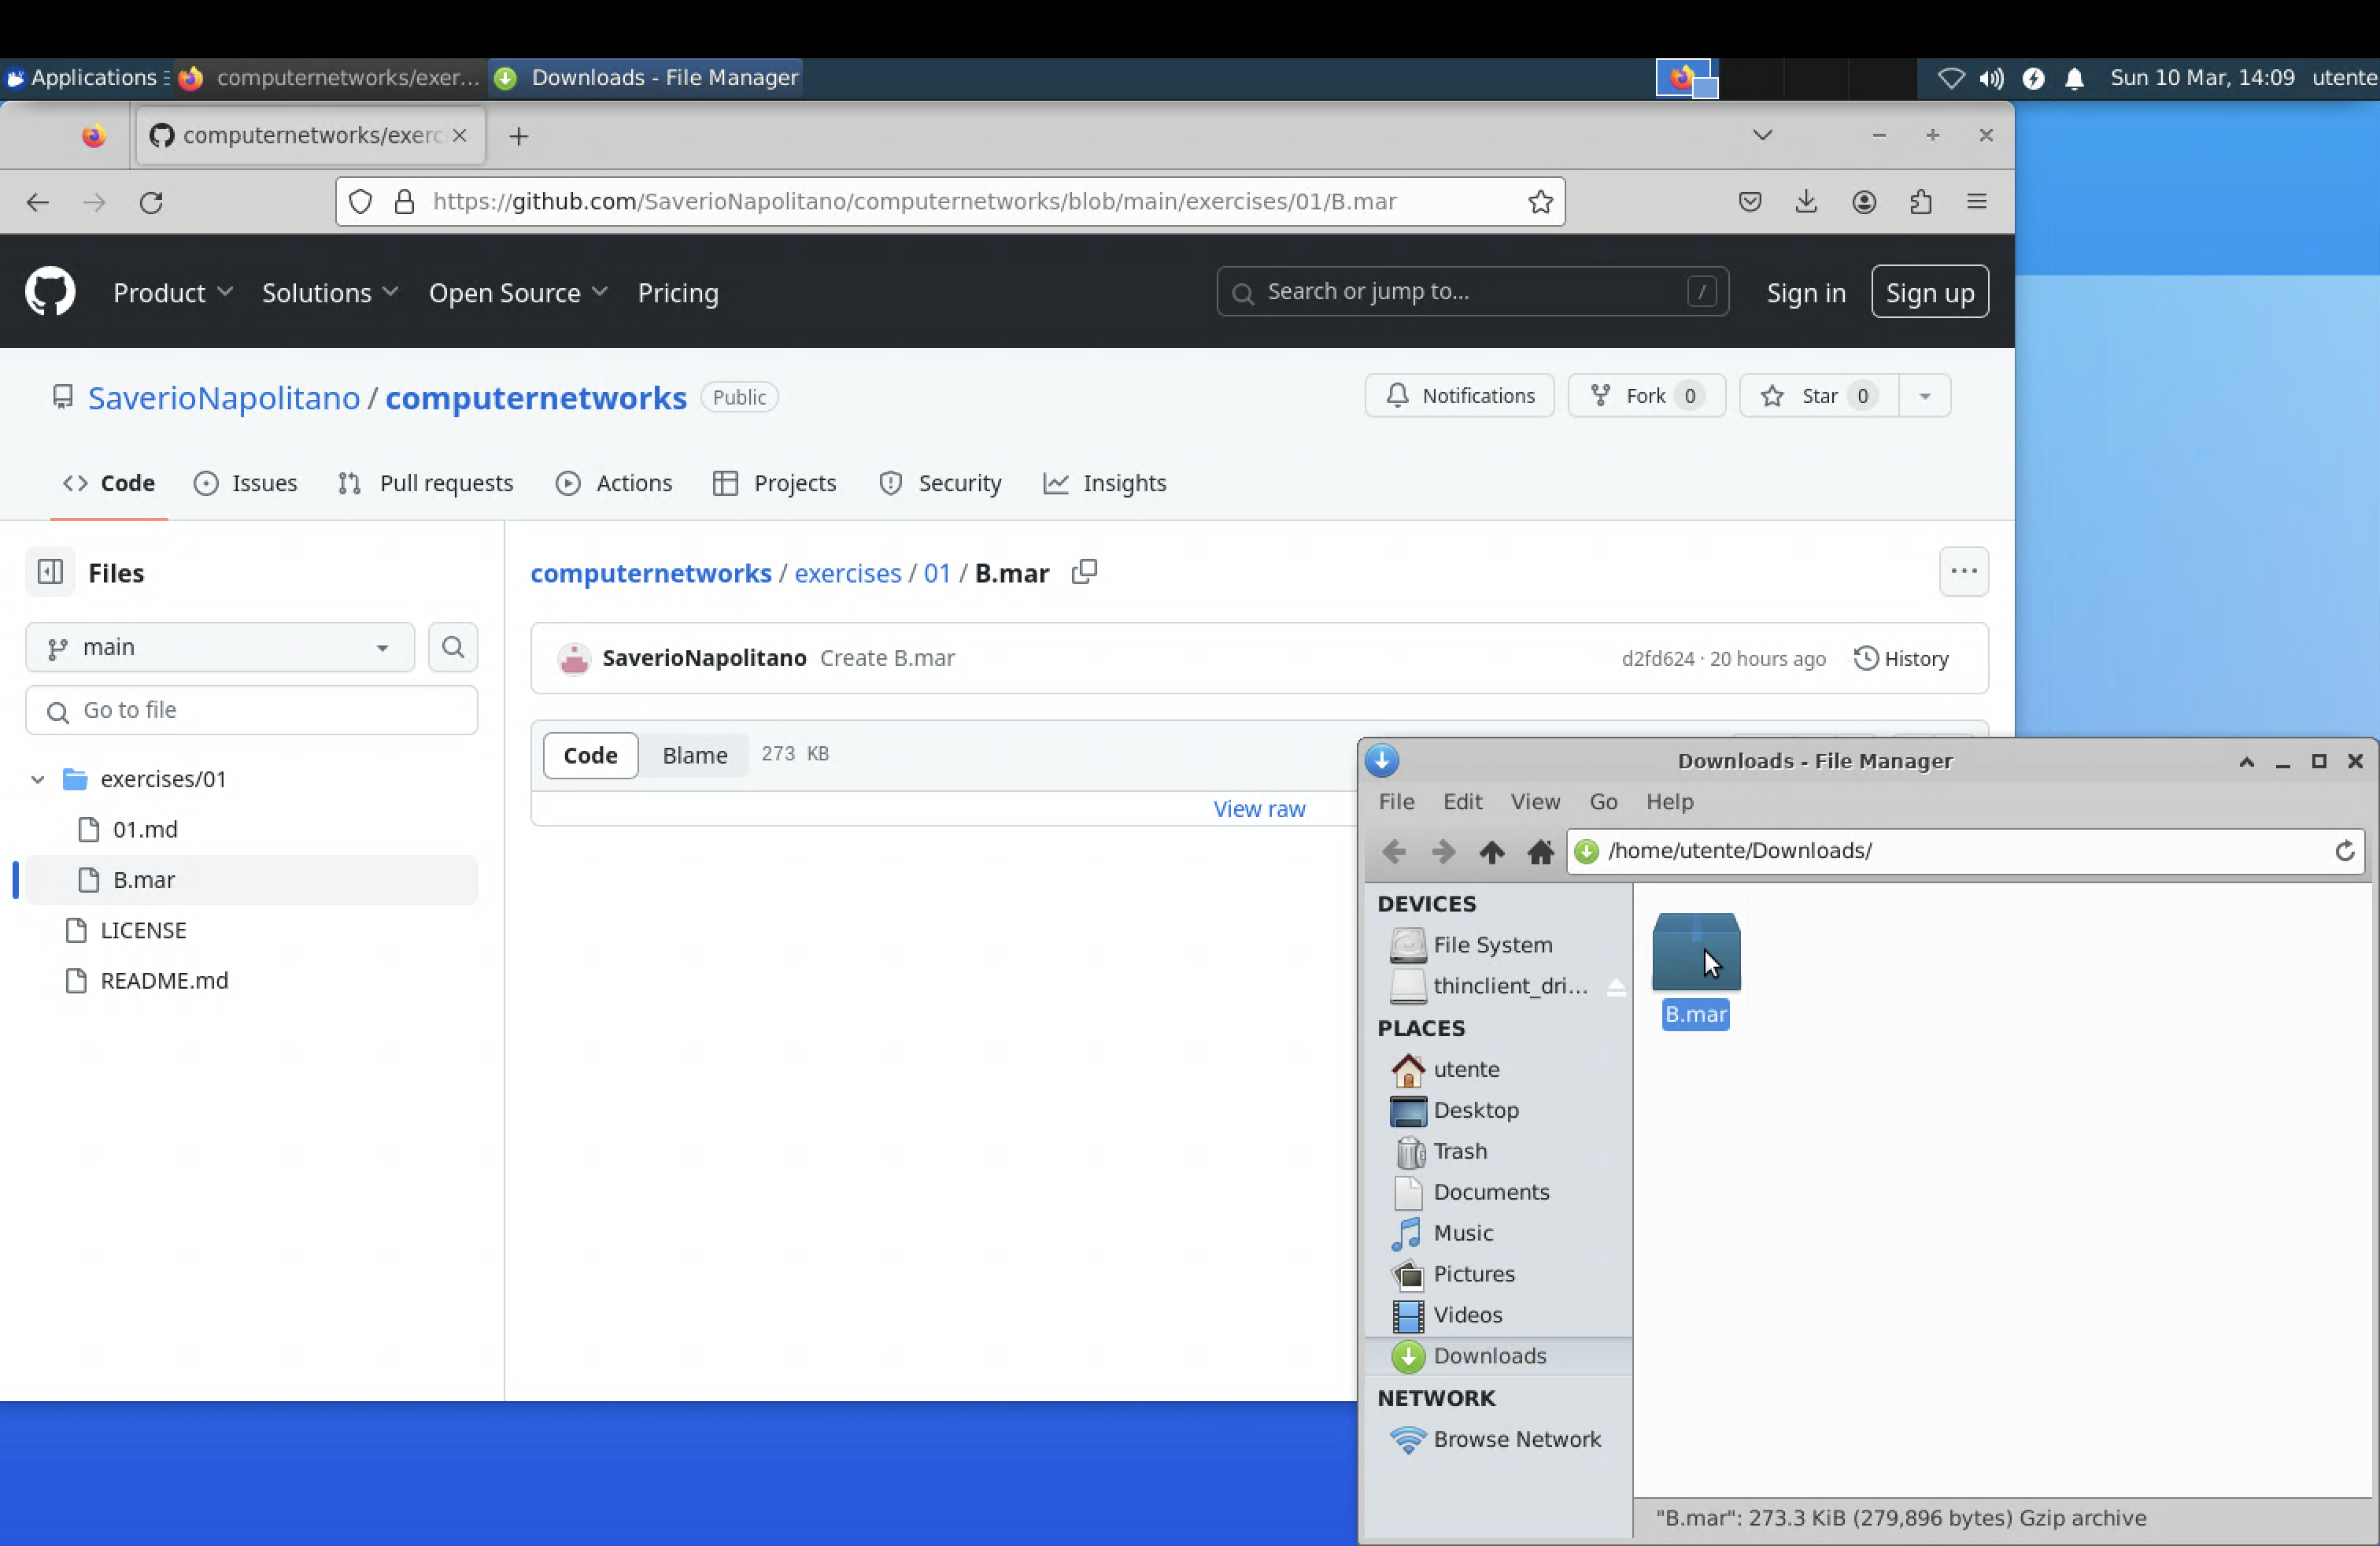 Applications computernetworks/exer... Downloads - File Manager Sun 10 Mar, 14:09 utente
computernetworks/exerc
https://github.com/SaverioNapolitano/computernetworks/blob/main/exercises/01/B.mar
Product Solutions Open Source Pricing Search or jump to... / Sign in Sign up
SaverioNapolitano / computernetworks Public Notifications Fork 0 Star 0
Code Issues Pull requests Actions Projects Security Insights
Files
main
Go to file
exercises/01
01.md
B.mar
LICENSE
README.md
computernetworks / exercises / 01 / B.mar
SaverioNapolitano Create B.mar d2fd624 · 20 hours ago History
Code Blame 273 KB
View raw
Downloads - File Manager
File Edit View Go Help
/home/utente/Downloads/
DEVICES
File System
thinclient_dri...
PLACES
utente
Desktop
Trash
Documents
Music
Pictures
Videos
Downloads
NETWORK
Browse Network
B.mar
"B.mar": 273.3 KiB (279,896 bytes) Gzip archive